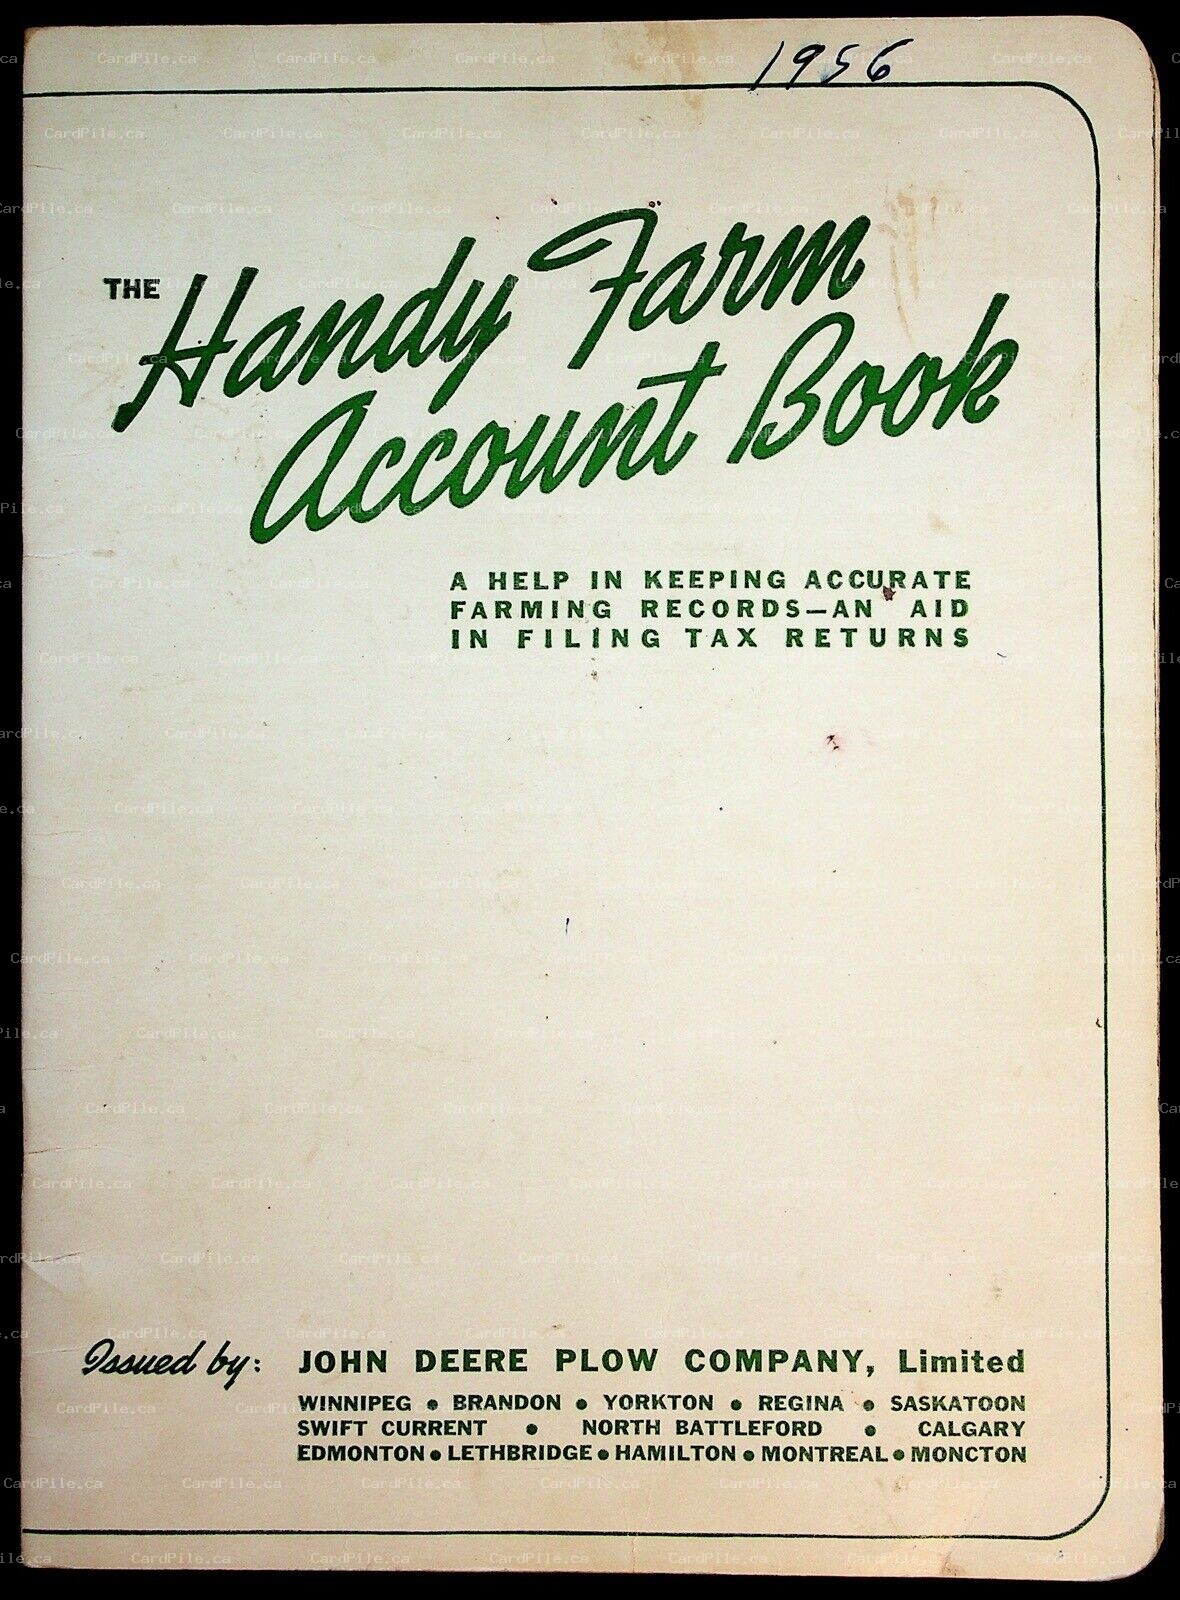 1956
THE Handy Farm
Account Book
A HELP IN KEEPING ACCURATE
FARMING RECORDS—AN AID
IN FILING TAX RETURNS
Issued by: JOHN DEERE PLOW COMPANY, Limited
WINNIPEG • BRANDON • YORKTON • REGINA • SASKATOON
SWIFT CURRENT • NORTH BATTLEFORD • CALGARY
EDMONTON • LETHBRIDGE • HAMILTON • MONTREAL • MONCTON
CardPile.ca